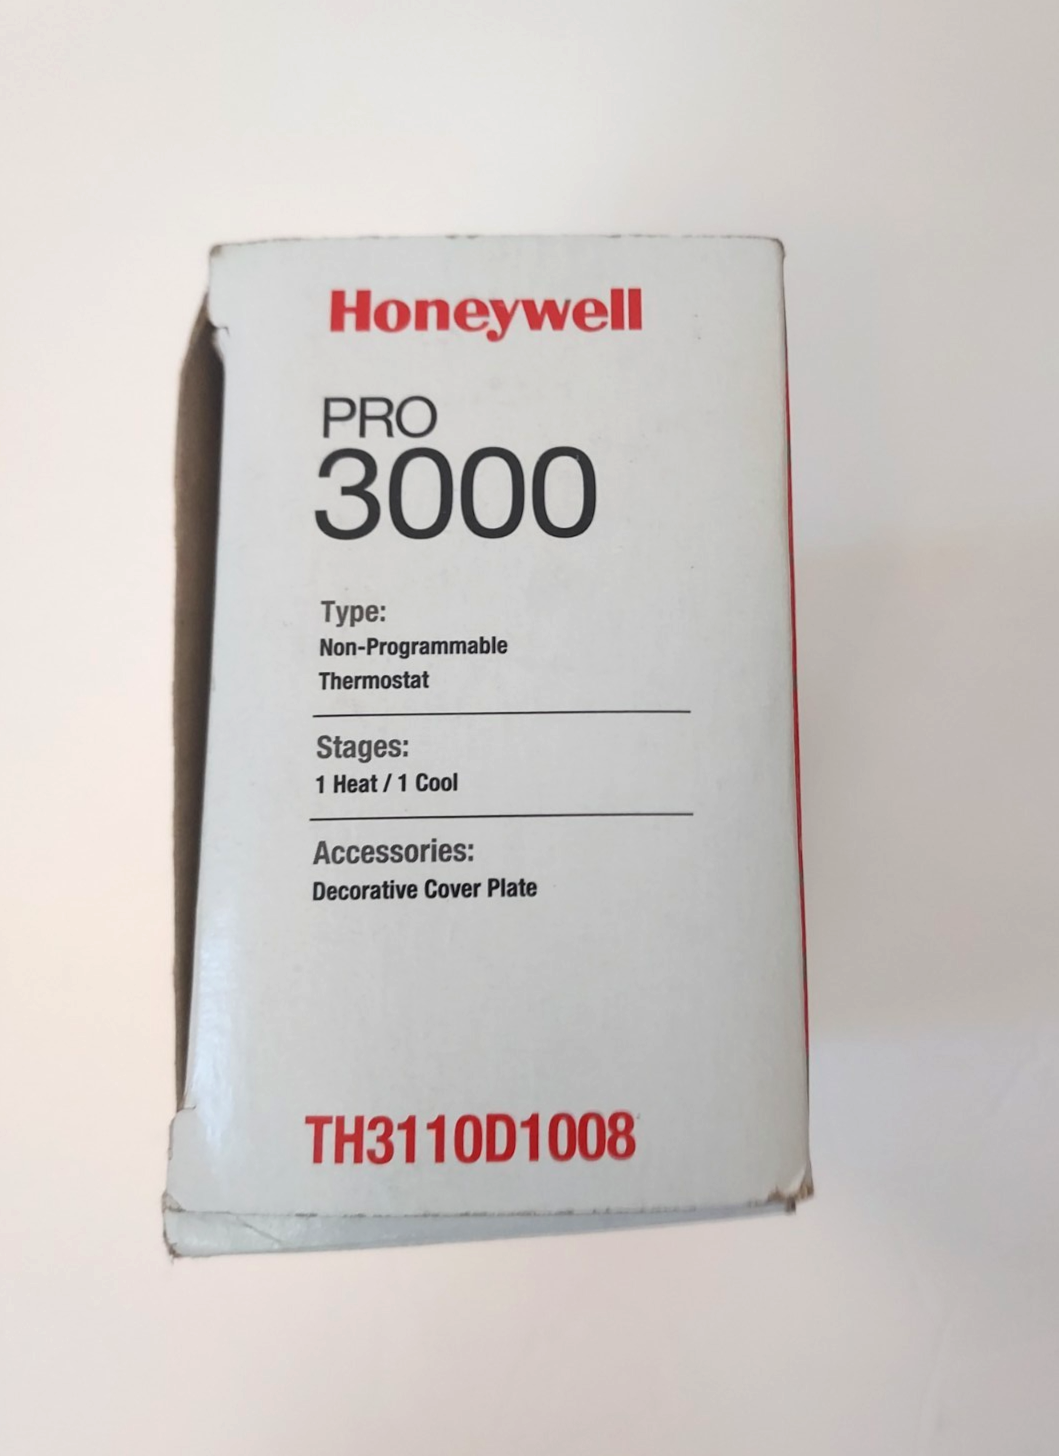 Honeywell
PRO
3000
Type:
Non-Programmable
Thermostat
Stages:
1 Heat / 1 Cool
Accessories:
Decorative Cover Plate
TH3110D1008